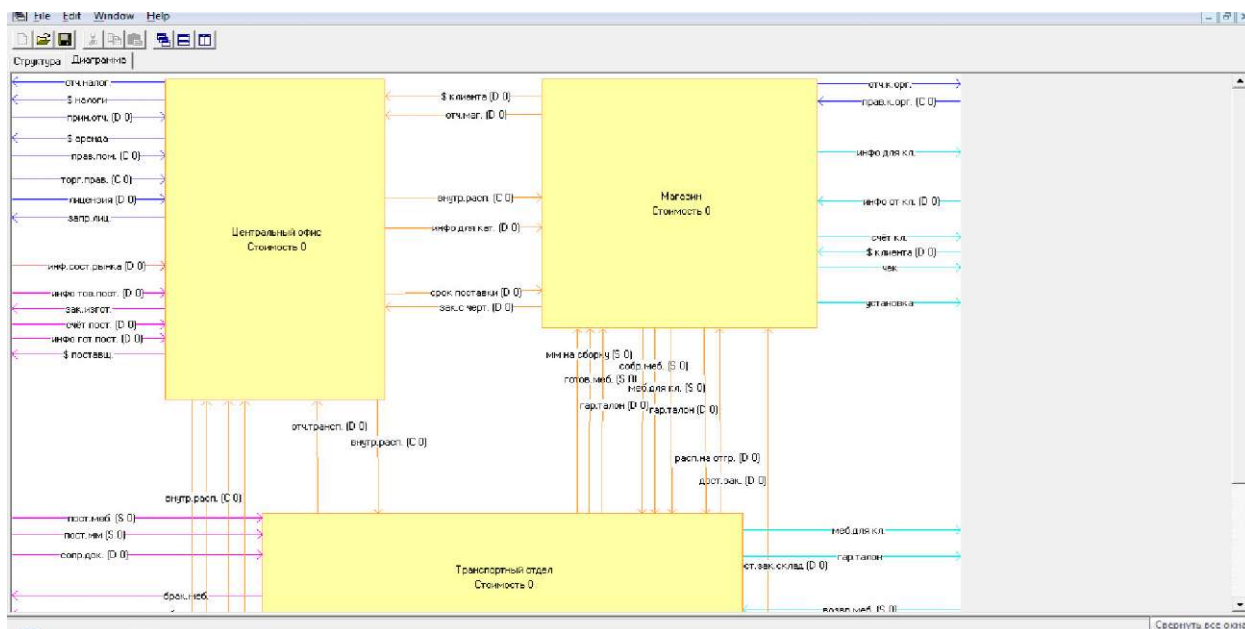 File Edit Window Help
Структура Диаграмма
отч.налог.
$ налоги
прин.отч. (D 0)
$ аренда
прав.пом. (C 0)
торг.прав. (C 0)
лицензия (D 0)
запр.лиц.
инф.сост.рынка (D 0)
инфо тов.пост. (D 0)
зак.изгот.
счёт пост. (D 0)
инфо гот.пост. (D 0)
$ поставщ.
Центральный офис
Стоимость 0
$ клиента (D 0)
отч.маг. (D 0)
внутр.расп. (C 0)
инфо для кат. (D 0)
срок поставки (D 0)
зак.с черт. (D 0)
Магазин
Стоимость 0
отч.к.орг.
прав.к.орг. (C 0)
инфо для кл.
инфо от кл. (D 0)
счёт кл.
$ клиента (D 0)
чек
установка
мм на сборку (S 0)
собр.меб. (S 0)
готов.меб. (S 0)
меб.для кл. (S 0)
гар.талон (D 0)
гар.талон (D 0)
отч.трансп. (D 0)
внутр.расп. (C 0)
расп.на отгр. (D 0)
дост.зак. (D 0)
внутр.расп. (C 0)
пост.меб. (S 0)
пост.мм (S 0)
сопр.док. (D 0)
брак.меб.
Транспортный отдел
Стоимость 0
меб.для кл.
гар.талон
ст.зак.склад (D 0)
возвр.меб. (S 0)
Свернуть все окна